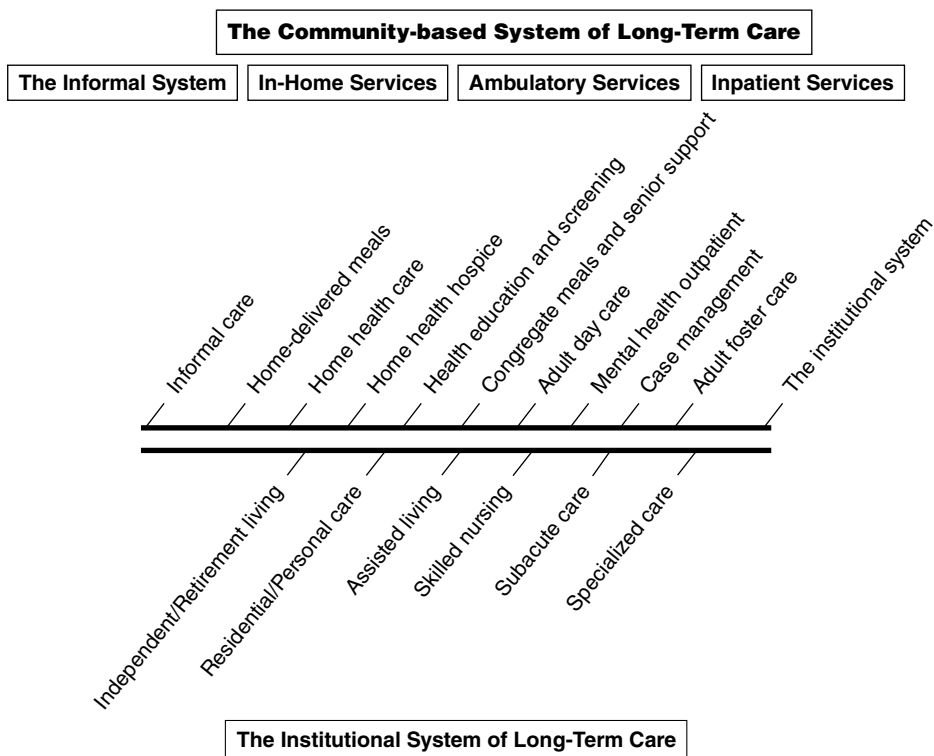 The Community-based System of Long-Term Care
The Informal System
In-Home Services
Ambulatory Services
Inpatient Services
Informal care
Home-delivered meals
Home health care
Home health hospice
Health education and screening
Congregate meals and senior support
Adult day care
Mental health outpatient
Case management
Adult foster care
The institutional system
Independent/Retirement living
Residential/Personal care
Assisted living
Skilled nursing
Subacute care
Specialized care
The Institutional System of Long-Term Care